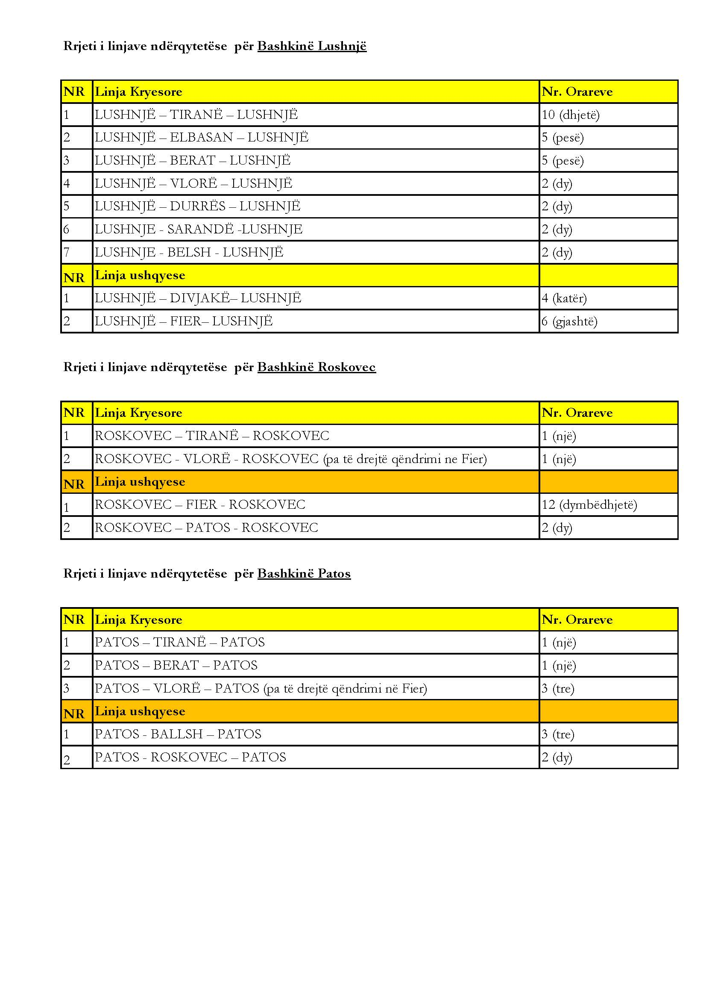 Rrjeti i linjave ndërqytetëse  për Bashkinë Lushnjë
NR Linja Kryesore Nr. Orareve
1 LUSHNJË – TIRANË – LUSHNJË 10 (dhjetë)
2 LUSHNJË – ELBASAN – LUSHNJË 5 (pesë)
3 LUSHNJË – BERAT – LUSHNJË 5 (pesë)
4 LUSHNJË – VLORË – LUSHNJË 2 (dy)
5 LUSHNJË – DURRËS – LUSHNJË 2 (dy)
6 LUSHNJE - SARANDË -LUSHNJE 2 (dy)
7 LUSHNJE - BELSH - LUSHNJË 2 (dy)
NR Linja ushqyese
1 LUSHNJË – DIVJAKË– LUSHNJË 4 (katër)
2 LUSHNJË – FIER– LUSHNJË 6 (gjashtë)
Rrjeti i linjave ndërqytetëse  për Bashkinë Roskovec
NR Linja Kryesore Nr. Orareve
1 ROSKOVEC – TIRANË – ROSKOVEC 1 (një)
2 ROSKOVEC - VLORË - ROSKOVEC (pa të drejtë qëndrimi ne Fier) 1 (një)
NR Linja ushqyese
1 ROSKOVEC – FIER - ROSKOVEC 12 (dymbëdhjetë)
2 ROSKOVEC – PATOS - ROSKOVEC 2 (dy)
Rrjeti i linjave ndërqytetëse  për Bashkinë Patos
NR Linja Kryesore Nr. Orareve
1 PATOS – TIRANË – PATOS 1 (një)
2 PATOS – BERAT – PATOS 1 (një)
3 PATOS – VLORË – PATOS (pa të drejtë qëndrimi në Fier) 3 (tre)
NR Linja ushqyese
1 PATOS - BALLSH – PATOS 3 (tre)
2 PATOS - ROSKOVEC – PATOS 2 (dy)